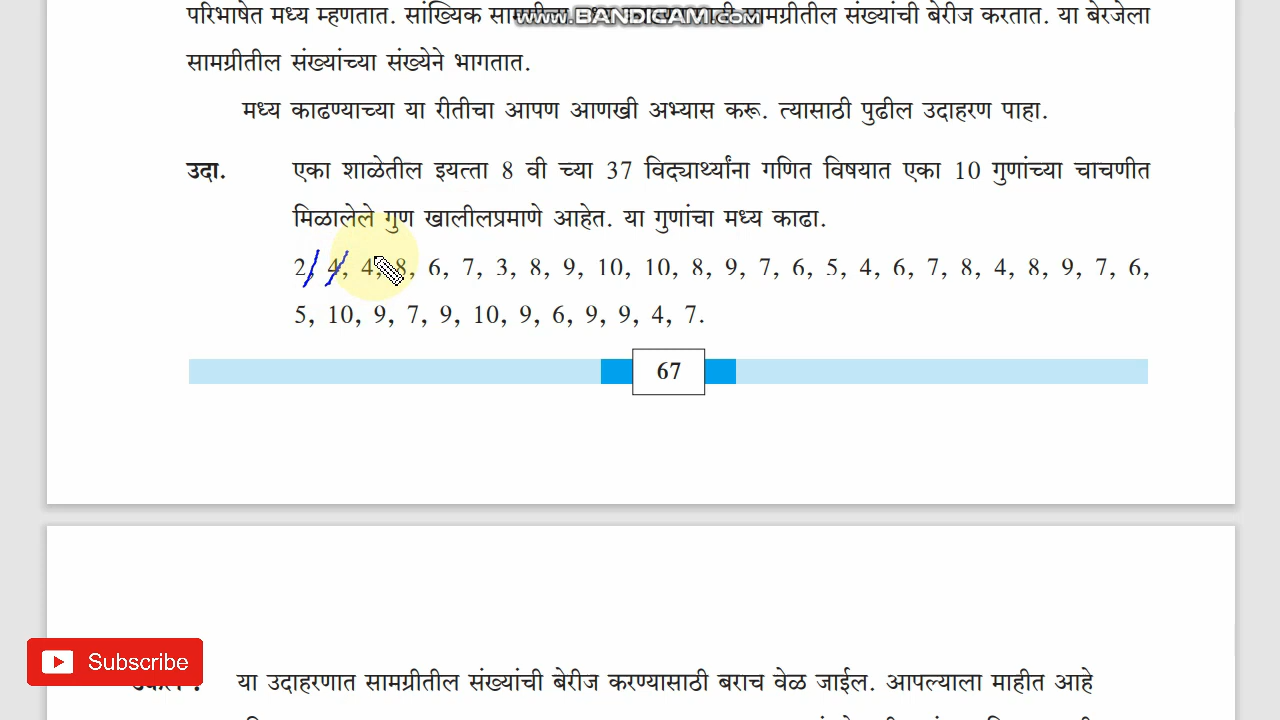 परिभाषेत मध्य म्हणतात. सांख्यिक सामग्रीतील संख्यांची बेरीज करतात. या बेरजेला
www.BANDICAM.com
सामग्रीतील संख्यांच्या संख्येने भागतात.
मध्य काढण्याच्या या रीतीचा आपण आणखी अभ्यास करू. त्यासाठी पुढील उदाहरण पाहा.
उदा. एका शाळेतील इयत्ता 8 वी च्या 37 विद्यार्थ्यांना गणित विषयात एका 10 गुणांच्या चाचणीत
मिळालेले गुण खालीलप्रमाणे आहेत. या गुणांचा मध्य काढा.
2, 4, 4, 8, 6, 7, 3, 8, 9, 10, 10, 8, 9, 7, 6, 5, 4, 6, 7, 8, 4, 8, 9, 7, 6,
5, 10, 9, 7, 9, 10, 9, 6, 9, 9, 4, 7.
67
Subscribe
या उदाहरणात सामग्रीतील संख्यांची बेरीज करण्यासाठी बराच वेळ जाईल. आपल्याला माहीत आहे